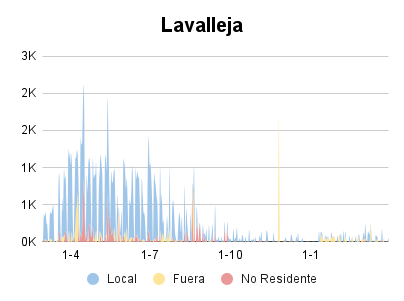 Lavalleja
3K
2K
2K
1K
1K
0K
1-4 1-7 1-10 1-1
Local Fuera No Residente